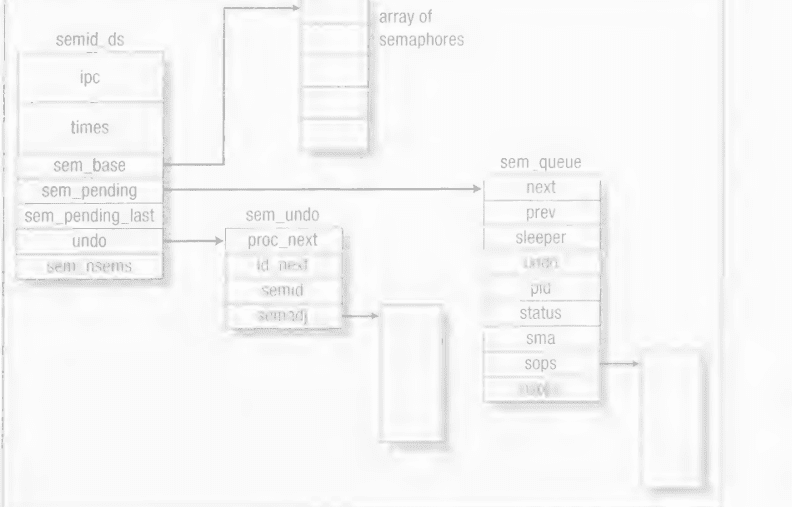 array of
semaphores
semid_ds
ipc
times
sem_base
sem_pending
sem_pending_last
undo
sem_nsems
sem_undo
proc_next
id_next
semid
semadj
sem_queue
next
prev
sleeper
undo
pid
status
sma
sops